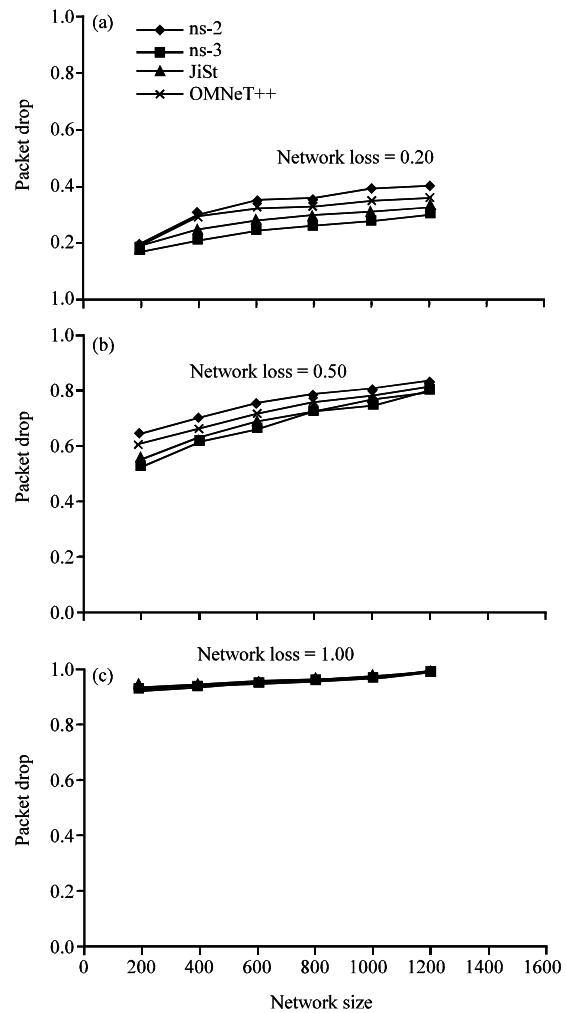 (a)
ns-2
ns-3
JiSt
OMNeT++
Network loss = 0.20
1.0
0.8
0.6
0.4
0.2
1.0
Packet drop
(b)
Network loss = 0.50
1.0
0.8
0.6
0.4
0.2
0.0
Packet drop
(c)
Network loss = 1.00
1.0
0.8
0.6
0.4
0.2
0.0
Packet drop
0 200 400 600 800 1000 1200 1400 1600
Network size